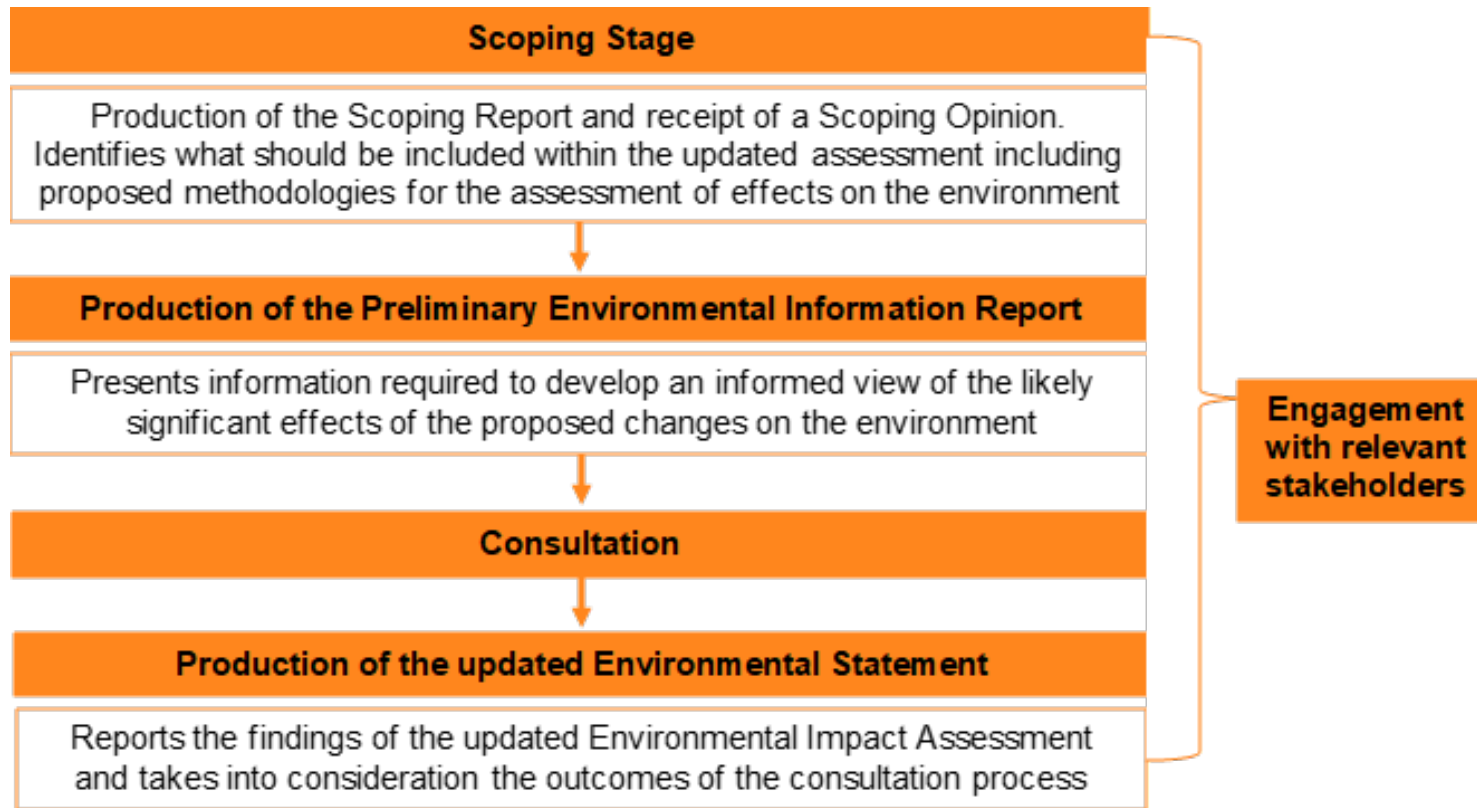 Scoping Stage
Production of the Scoping Report and receipt of a Scoping Opinion.
Identifies what should be included within the updated assessment including
proposed methodologies for the assessment of effects on the environment
Production of the Preliminary Environmental Information Report
Presents information required to develop an informed view of the likely
significant effects of the proposed changes on the environment
Consultation
Production of the updated Environmental Statement
Reports the findings of the updated Environmental Impact Assessment
and takes into consideration the outcomes of the consultation process
Engagement
with relevant
stakeholders